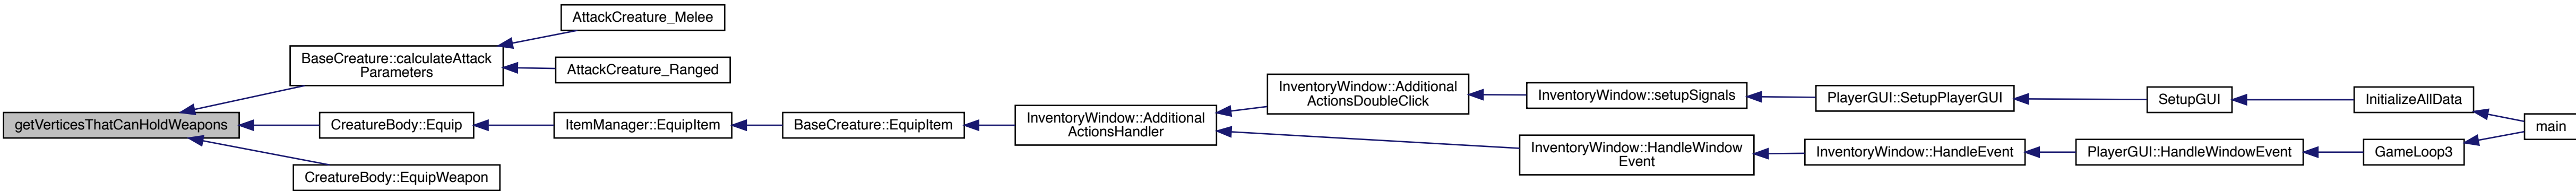 getVerticesThatCanHoldWeapons
BaseCreature::calculateAttack
Parameters
AttackCreature_Melee
AttackCreature_Ranged
CreatureBody::Equip
ItemManager::EquipItem
BaseCreature::EquipItem
InventoryWindow::Additional
ActionsHandler
InventoryWindow::Additional
ActionsDoubleClick
InventoryWindow::setupSignals
PlayerGUI::SetupPlayerGUI
SetupGUI
InitializeAllData
main
InventoryWindow::HandleWindow
Event
InventoryWindow::HandleEvent
PlayerGUI::HandleWindowEvent
GameLoop3
CreatureBody::EquipWeapon